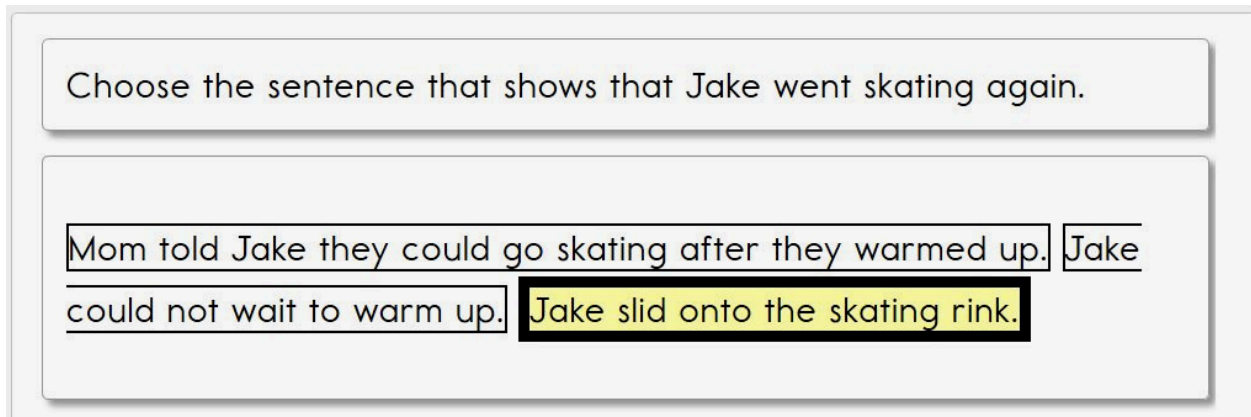 Choose the sentence that shows that Jake went skating again.
Mom told Jake they could go skating after they warmed up. Jake
could not wait to warm up. Jake slid onto the skating rink.